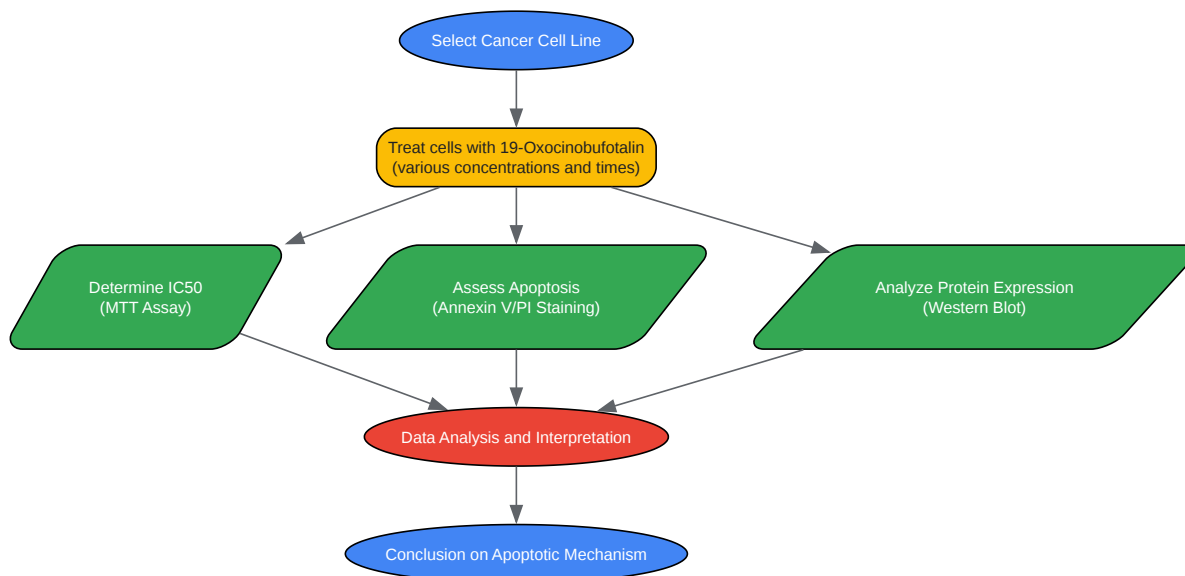 Select Cancer Cell Line
Treat cells with 19-Oxocinobufotalin
(various concentrations and times)
Determine IC50
(MTT Assay)
Assess Apoptosis
(Annexin V/PI Staining)
Analyze Protein Expression
(Western Blot)
Data Analysis and Interpretation
Conclusion on Apoptotic Mechanism